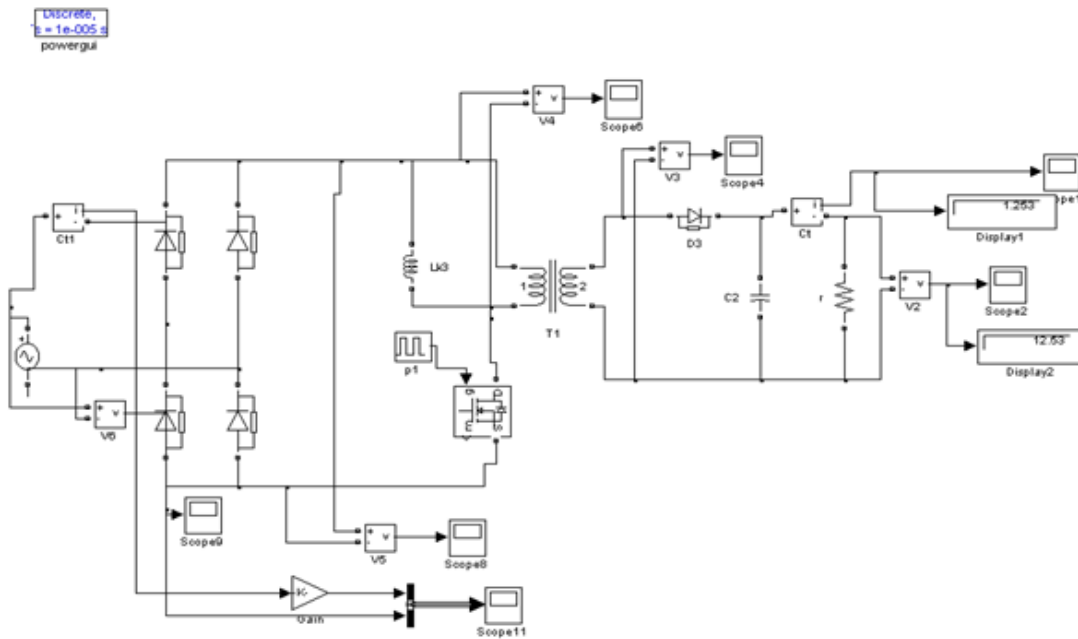 Discrete,
s = 1e-005 s
powergui
V4
Scope6
V3
Scope4
Ct1
Lk3
1
2
T1
D3
C2
Ct
r
1.253
Display1
V2
Scope2
12.53
Display2
p1
g
V6
Scope9
V5
Scope8
Gain
Scope11